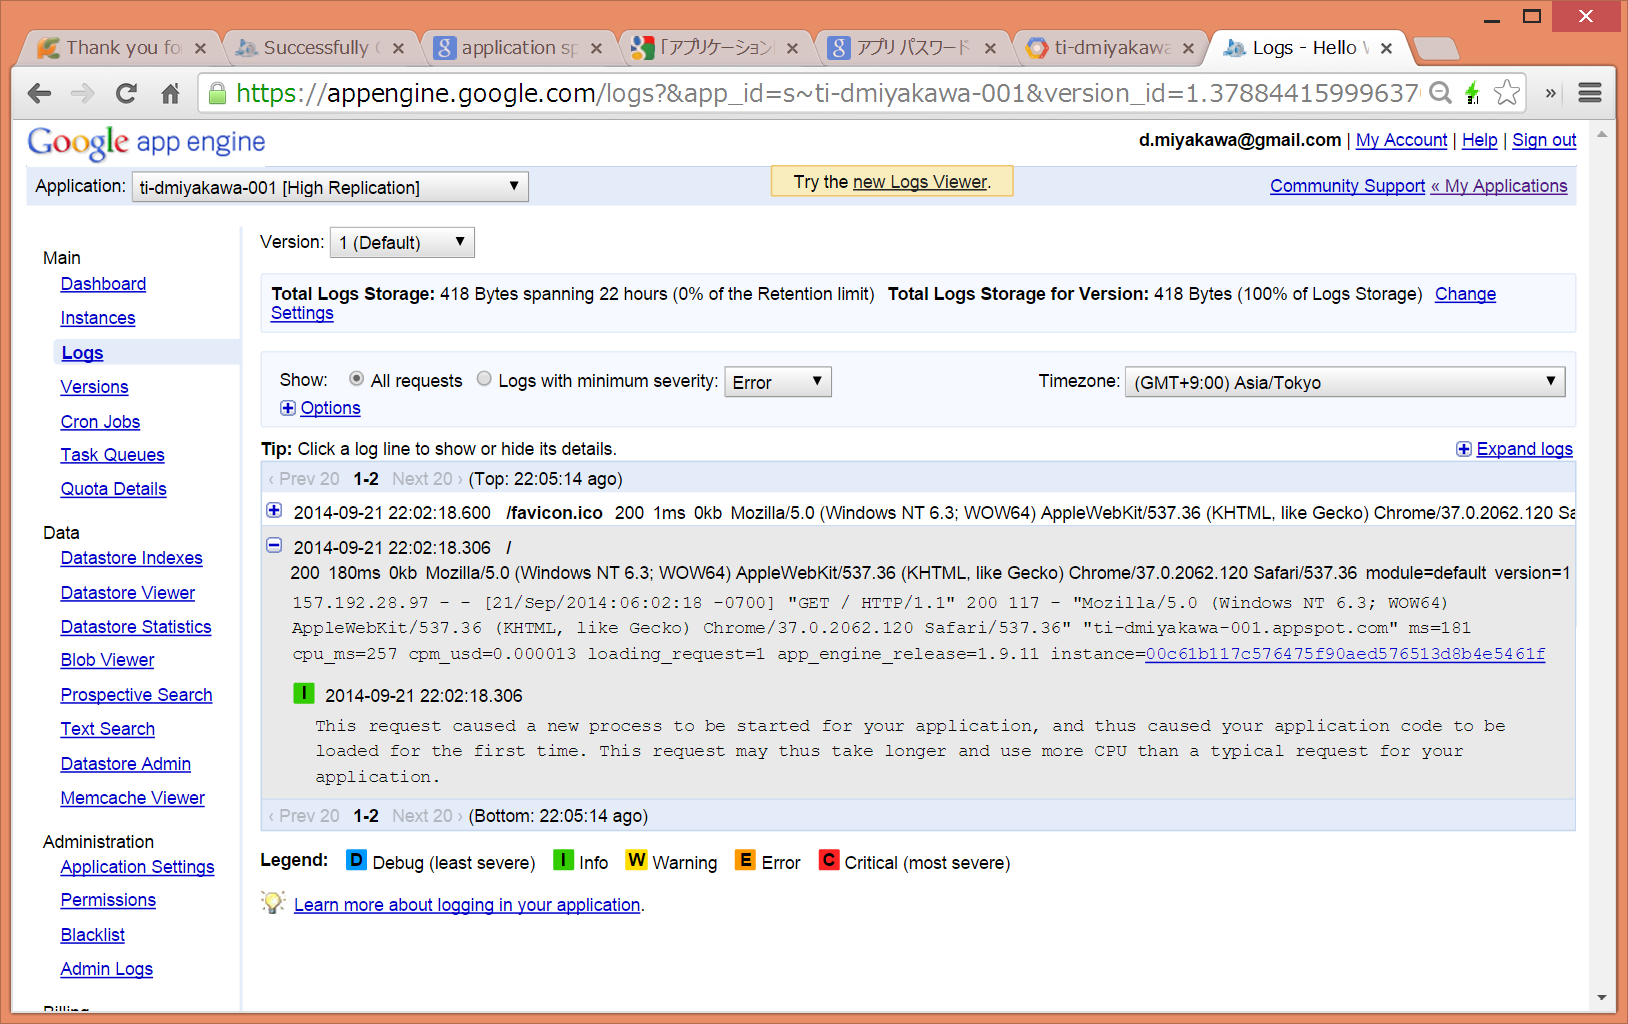 Thank you fo
Successfully
application sp
「アプリケーション
アプリ パスワード
ti-dmiyakawa
Logs - Hello
https://appengine.google.com/logs?&app_id=s~ti-dmiyakawa-001&version_id=1.37884415999637
»
Google app engine
d.miyakawa@gmail.com | My Account | Help | Sign out
Application: ti-dmiyakawa-001 [High Replication]
Try the new Logs Viewer.
Community Support « My Applications
Main
Dashboard
Instances
Logs
Versions
Cron Jobs
Task Queues
Quota Details
Data
Datastore Indexes
Datastore Viewer
Datastore Statistics
Blob Viewer
Prospective Search
Text Search
Datastore Admin
Memcache Viewer
Administration
Application Settings
Permissions
Blacklist
Admin Logs
Billing
Version: 1 (Default)
Total Logs Storage: 418 Bytes spanning 22 hours (0% of the Retention limit) Total Logs Storage for Version: 418 Bytes (100% of Logs Storage) Change
Settings
Show: All requests Logs with minimum severity: Error
Timezone: (GMT+9:00) Asia/Tokyo
Options
Tip: Click a log line to show or hide its details.
Expand logs
‹ Prev 20 1-2 Next 20 › (Top: 22:05:14 ago)
2014-09-21 22:02:18.600 /favicon.ico 200 1ms 0kb Mozilla/5.0 (Windows NT 6.3; WOW64) AppleWebKit/537.36 (KHTML, like Gecko) Chrome/37.0.2062.120 Sa
2014-09-21 22:02:18.306 /
200 180ms 0kb Mozilla/5.0 (Windows NT 6.3; WOW64) AppleWebKit/537.36 (KHTML, like Gecko) Chrome/37.0.2062.120 Safari/537.36 module=default version=1
157.192.28.97 - - [21/Sep/2014:06:02:18 -0700] "GET / HTTP/1.1" 200 117 - "Mozilla/5.0 (Windows NT 6.3; WOW64)
AppleWebKit/537.36 (KHTML, like Gecko) Chrome/37.0.2062.120 Safari/537.36" "ti-dmiyakawa-001.appspot.com" ms=181
cpu_ms=257 cpm_usd=0.000013 loading_request=1 app_engine_release=1.9.11 instance=00c61b117c576475f90aed576513d8b4e5461f
I 2014-09-21 22:02:18.306
This request caused a new process to be started for your application, and thus caused your application code to be
loaded for the first time. This request may thus take longer and use more CPU than a typical request for your
application.
‹ Prev 20 1-2 Next 20 › (Bottom: 22:05:14 ago)
Legend: D Debug (least severe) I Info W Warning E Error C Critical (most severe)
Learn more about logging in your application.